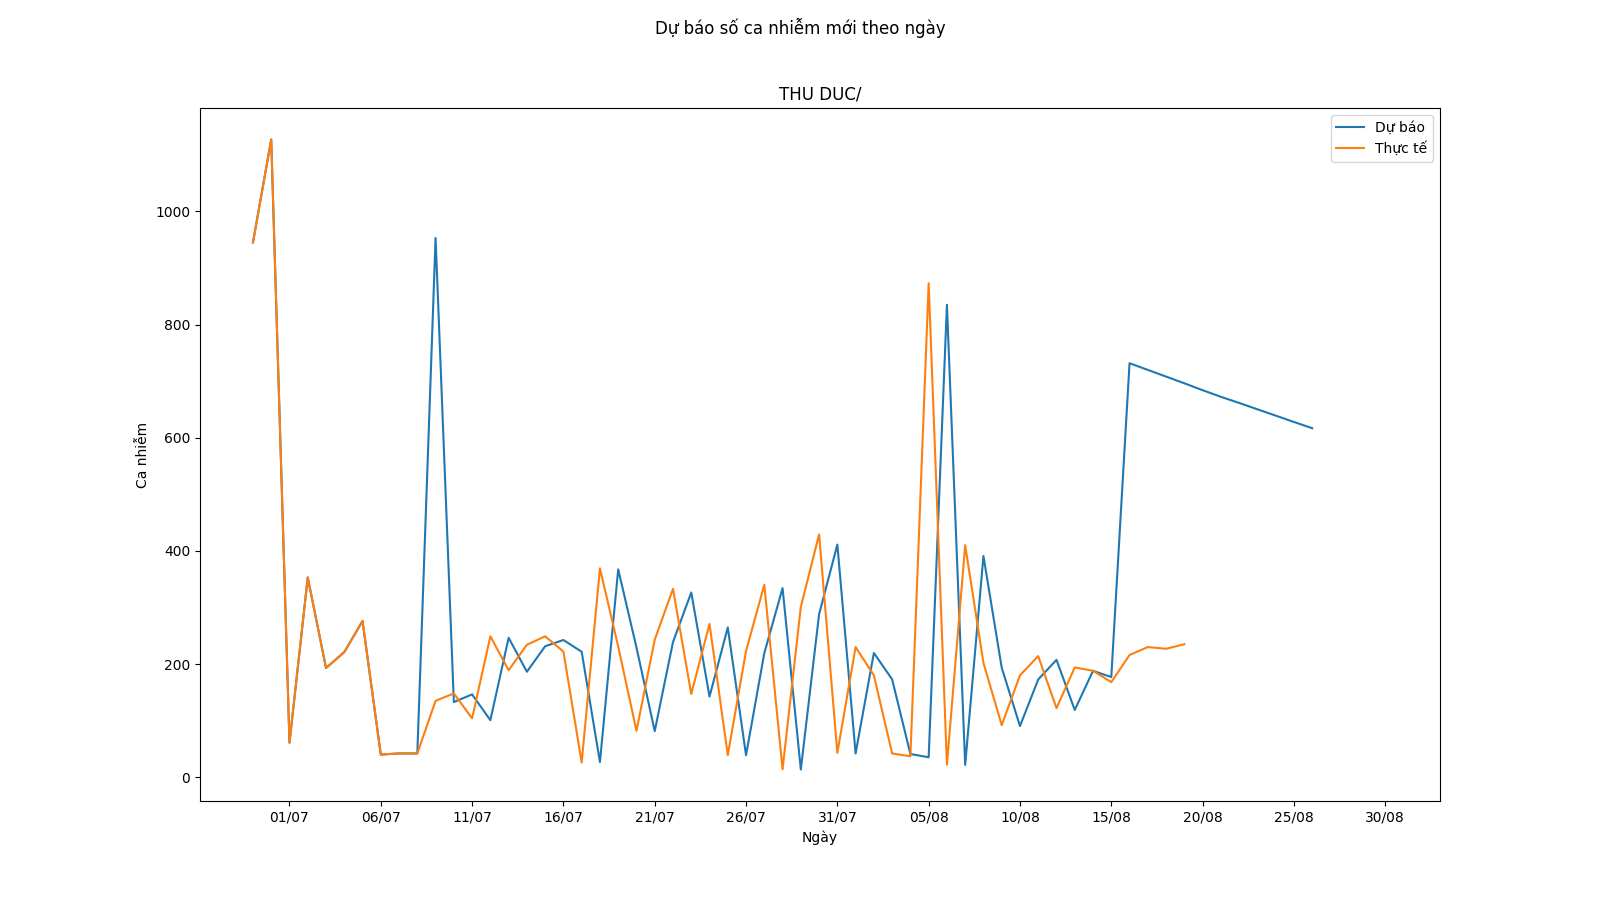 Dự báo số ca nhiễm mới theo ngày
THU DUC/
Dự báo
Thực tế
1000
800
600
400
200
0
Ca nhiễm
01/07 06/07 11/07 16/07 21/07 26/07 31/07 05/08 10/08 15/08 20/08 25/08 30/08
Ngày